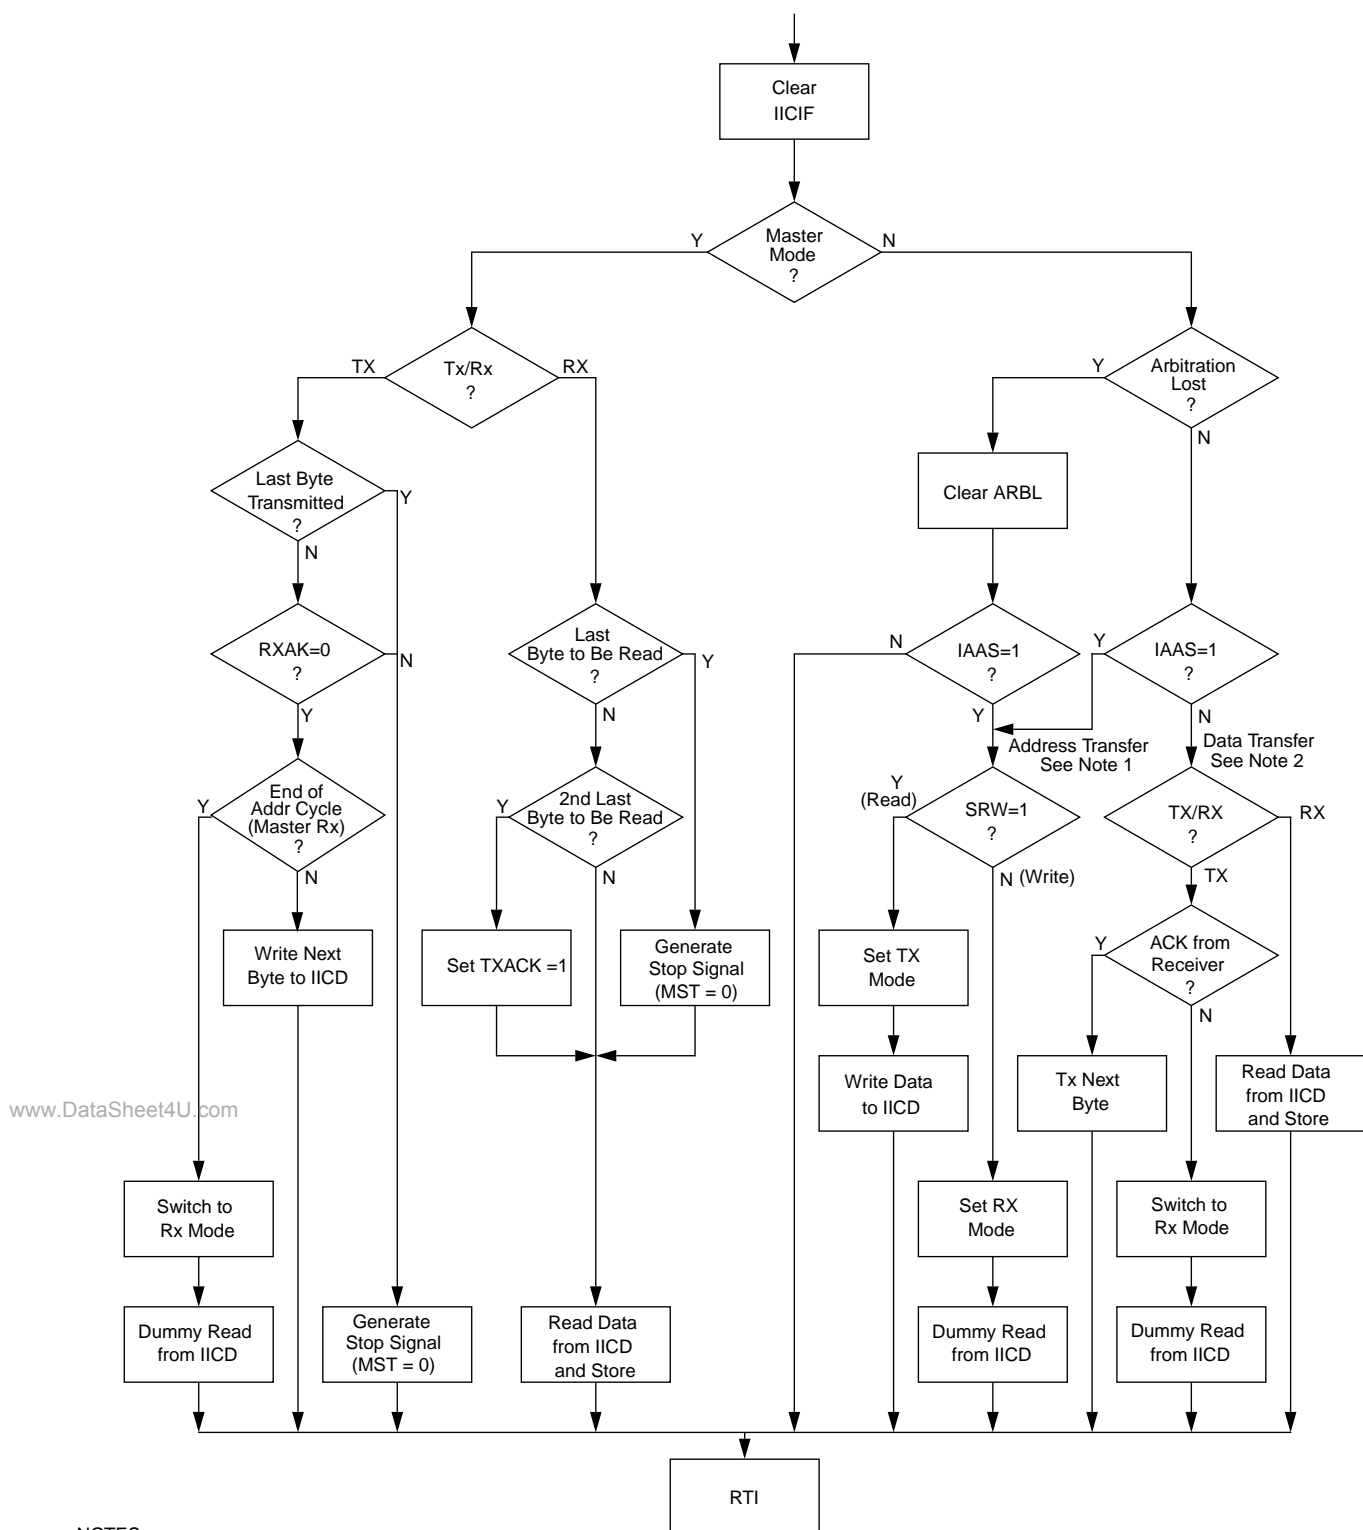 Clear
IICIF
Master
Mode
?
Y
N
Tx/Rx
?
TX
RX
Arbitration
Lost
?
Y
N
Last Byte
Transmitted
?
Y
N
Clear ARBL
RXAK=0
?
N
Y
Last
Byte to Be Read
?
Y
N
IAAS=1
?
N
Y
IAAS=1
?
Y
N
Address Transfer
See Note 1
Data Transfer
See Note 2
End of
Addr Cycle
(Master Rx)
?
Y
N
2nd Last
Byte to Be Read
?
Y
N
SRW=1
?
Y
(Read)
N (Write)
TX/RX
?
RX
TX
Write Next
Byte to IICD
Set TXACK =1
Generate
Stop Signal
(MST = 0)
Set TX
Mode
ACK from
Receiver
?
Y
N
Write Data
to IICD
Tx Next
Byte
Read Data
from IICD
and Store
www.DataSheet4U.com
Switch to
Rx Mode
Set RX
Mode
Switch to
Rx Mode
Dummy Read
from IICD
Generate
Stop Signal
(MST = 0)
Read Data
from IICD
and Store
Dummy Read
from IICD
Dummy Read
from IICD
RTI